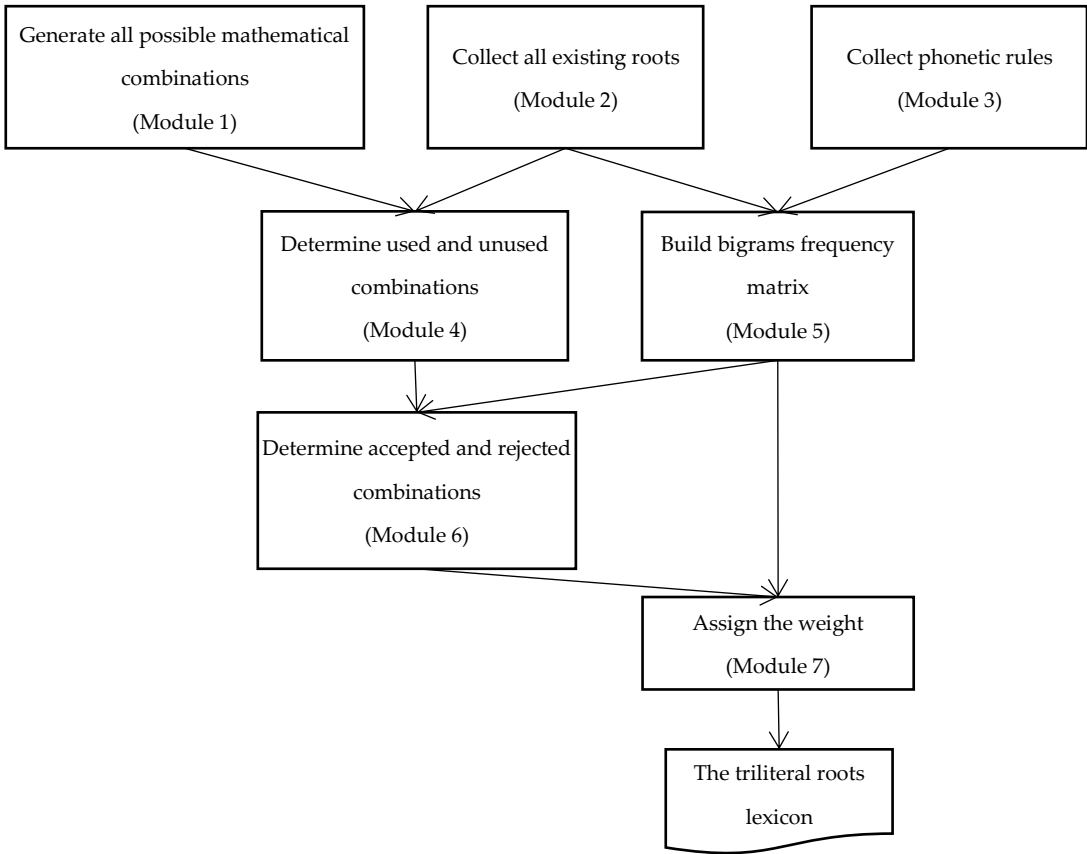 Generate all possible mathematical
combinations
(Module 1)
Collect all existing roots
(Module 2)
Collect phonetic rules
(Module 3)
Determine used and unused
combinations
(Module 4)
Build bigrams frequency
matrix
(Module 5)
Determine accepted and rejected
combinations
(Module 6)
Assign the weight
(Module 7)
The triliteral roots
lexicon